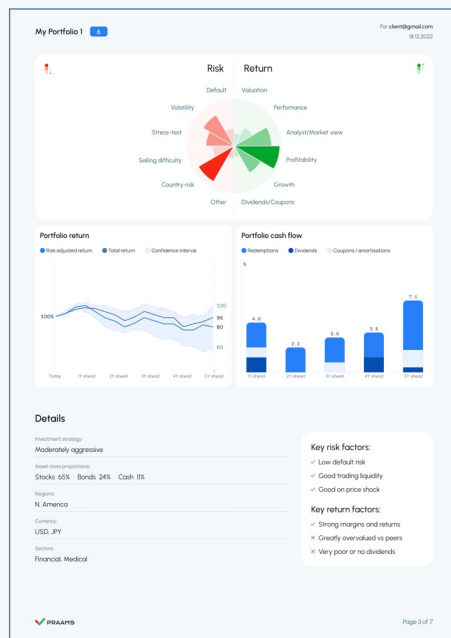 My Portfolio 1 6
For client@gmail.com
18.12.2022
Risk Return
Default Valuation
Volatility Perfomance
Stress-test Analyst/Market view
Selling difficulty Profitability
Country risk Growth
Other Dividends/Coupons
Portfolio return
Risk adjusted return Total return Confidence interval
100%
120
96
80
60
Today 1Y ahead 2Y ahead 3Y ahead 4Y ahead 5Y ahead
Portfolio cash flow
Redemptions Dividends Coupons / amortisations
%
4.0 2.2 3.0 3.5 7.1
1Y ahead 2Y ahead 3Y ahead 4Y ahead 5Y ahead
Details
Investment strategy
Moderately aggressive
Asset class proportions
Stocks 65% Bonds 24% Cash 11%
Regions
N. America
Currency
USD, JPY
Sectors
Financial, Medical
Key risk factors:
Low default risk
Good trading liqudity
Good on price shock
Key return factors:
Strong margins and returns
Greatly overvalued vs peers
Very poor or no dividends
PRAAMS
Page 3 of 7